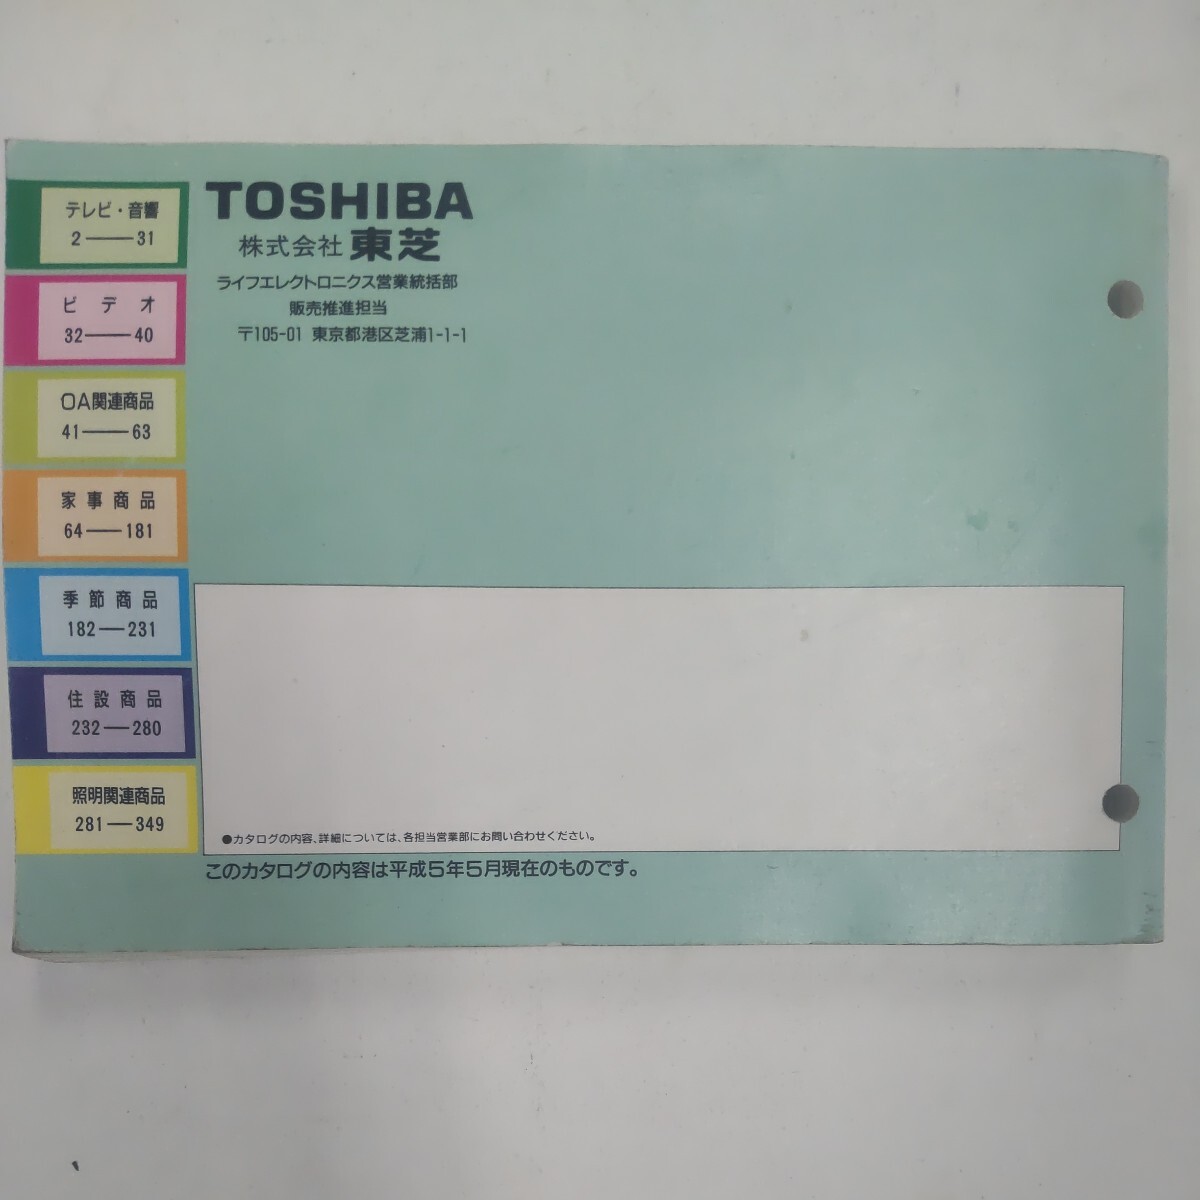 テレビ・音響
2――31
ビデオ
32――40
OA関連商品
41――63
家事商品
64――181
季節商品
182―231
住設商品
232―280
照明関連商品
281―349
TOSHIBA
株式会社 東芝
ライフエレクトロニクス営業統括部
販売推進担当
〒105-01 東京都港区芝浦1-1-1
●カタログの内容、詳細については、各担当営業部にお問い合わせください。
このカタログの内容は平成5年5月現在のものです。